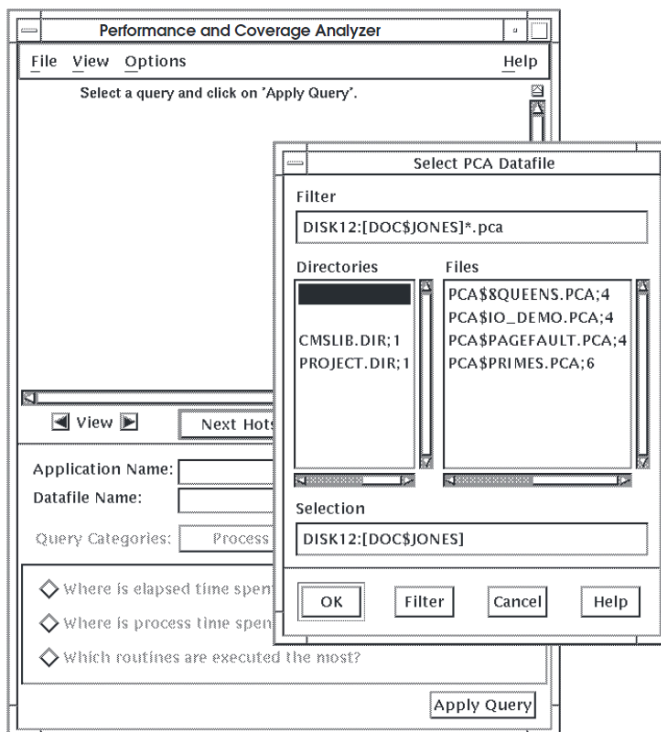 Performance and Coverage Analyzer
File View Options Help
Select a query and click on 'Apply Query'.
View Next Hots
Application Name:
Datafile Name:
Query Categories: Process
Where is elapsed time spen
Where is process time spen
Which routines are executed the most?
Apply Query
Select PCA Datafile
Filter
DISK12:[DOC$JONES]*.pca
Directories
CMSLIB.DIR;1
PROJECT.DIR;1
Files
PCA$8QUEENS.PCA;4
PCA$IO_DEMO.PCA;4
PCA$PAGEFAULT.PCA;4
PCA$PRIMES.PCA;6
Selection
DISK12:[DOC$JONES]
OK Filter Cancel Help